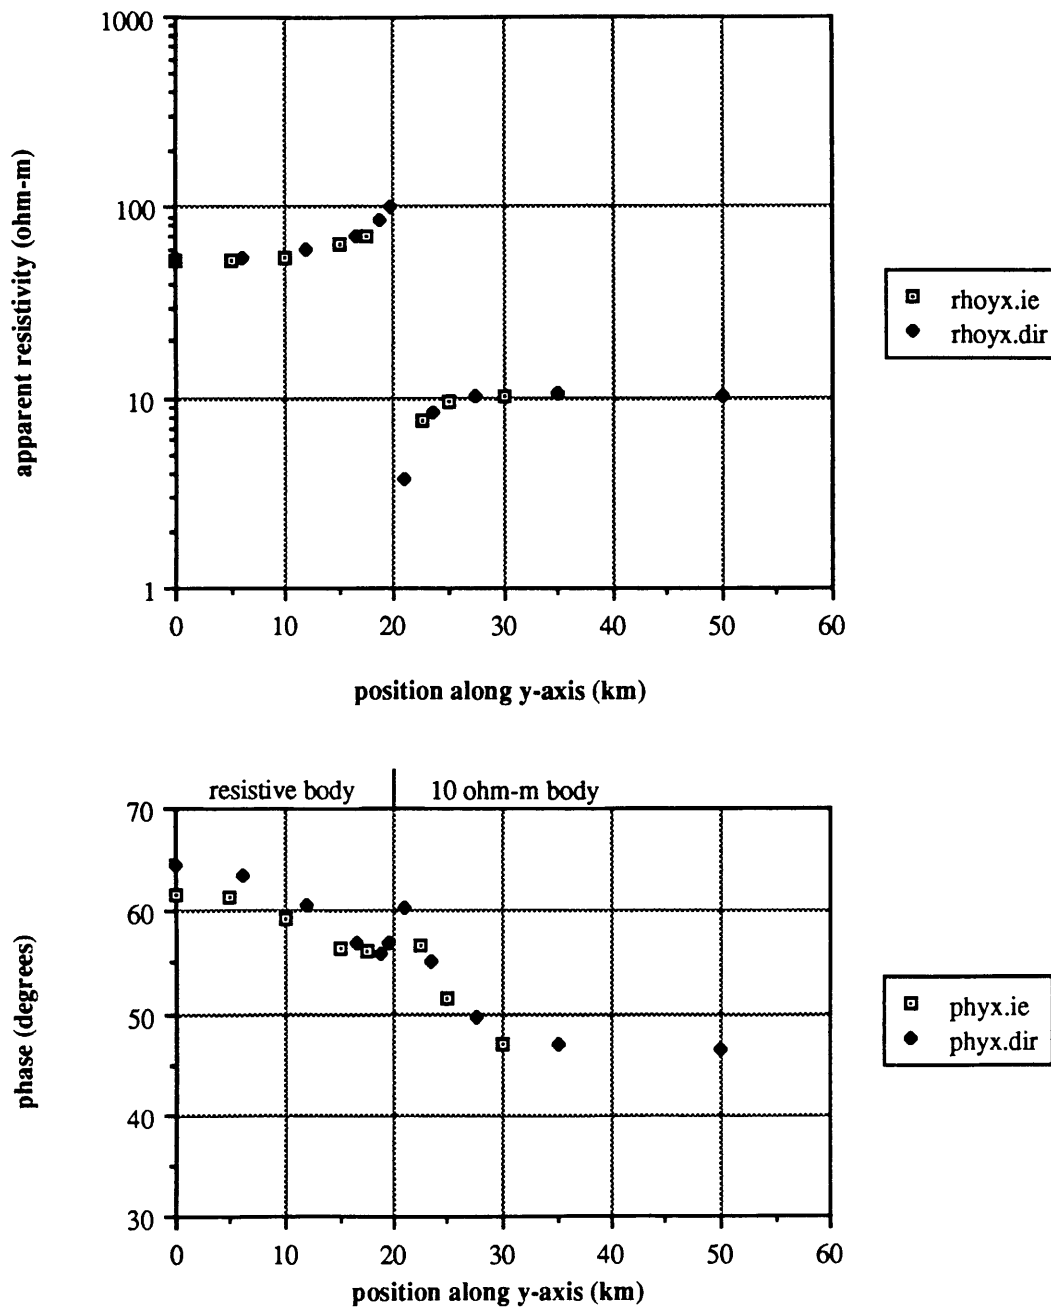 1000
100
10
1
apparent resistivity (ohm-m)
0 10 20 30 40 50 60
position along y-axis (km)
rhoyx.ie
rhoyx.dir
resistive body 10 ohm-m body
70
60
50
40
30
phase (degrees)
0 10 20 30 40 50 60
position along y-axis (km)
phyx.ie
phyx.dir